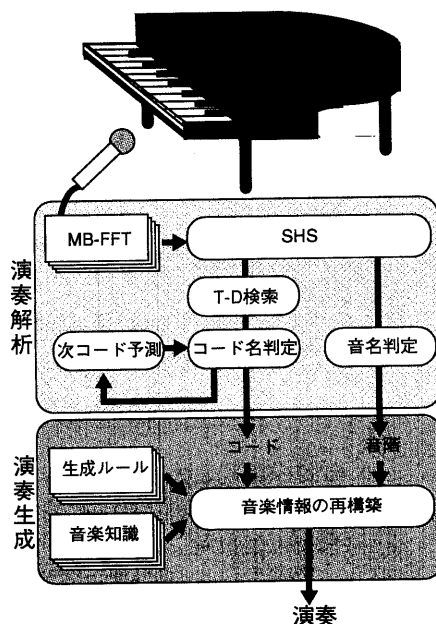 MB-FFT
SHS
T-D検索
次コード予測
コード名判定
音名判定
演奏解析
コード
音階
生成ルール
音楽知識
音楽情報の再構築
演奏生成
演奏